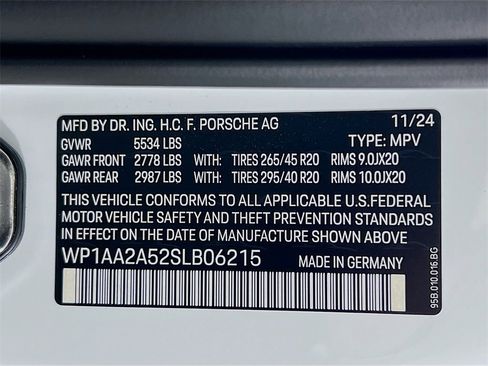 MFD BY DR. ING. H.C. F. PORSCHE AG 11/24
GVWR 5534 LBS TYPE: MPV
GAWR FRONT 2778 LBS WITH: TIRES 265/45 R20 RIMS 9.0JX20
GAWR REAR 2987 LBS WITH: TIRES 295/40 R20 RIMS 10.0JX20
THIS VEHICLE CONFORMS TO ALL APPLICABLE U.S.FEDERAL
MOTOR VEHICLE SAFETY AND THEFT PREVENTION STANDARDS
IN EFFECT ON THE DATE OF MANUFACTURE SHOWN ABOVE
WP1AA2A52SLB06215 MADE IN GERMANY
95B.010.016.BG